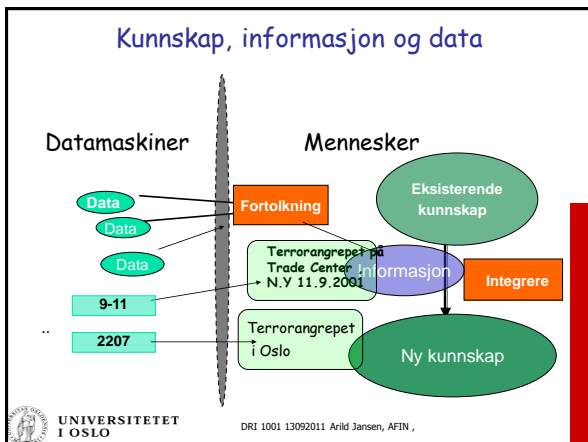 Kunnskap, informasjon og data
Datamaskiner
Mennesker
Data
Data
Data
Fortolkning
Eksisterende
kunnskap
Terrorangrepet på
Trade Center
N.Y 11.9.2001
Informasjon
Integrere
9-11
..
2207
Terrorangrepet
i Oslo
Ny kunnskap
UNIVERSITETET
I OSLO
DRI 1001 13092011 Arild Jansen, AFIN ,